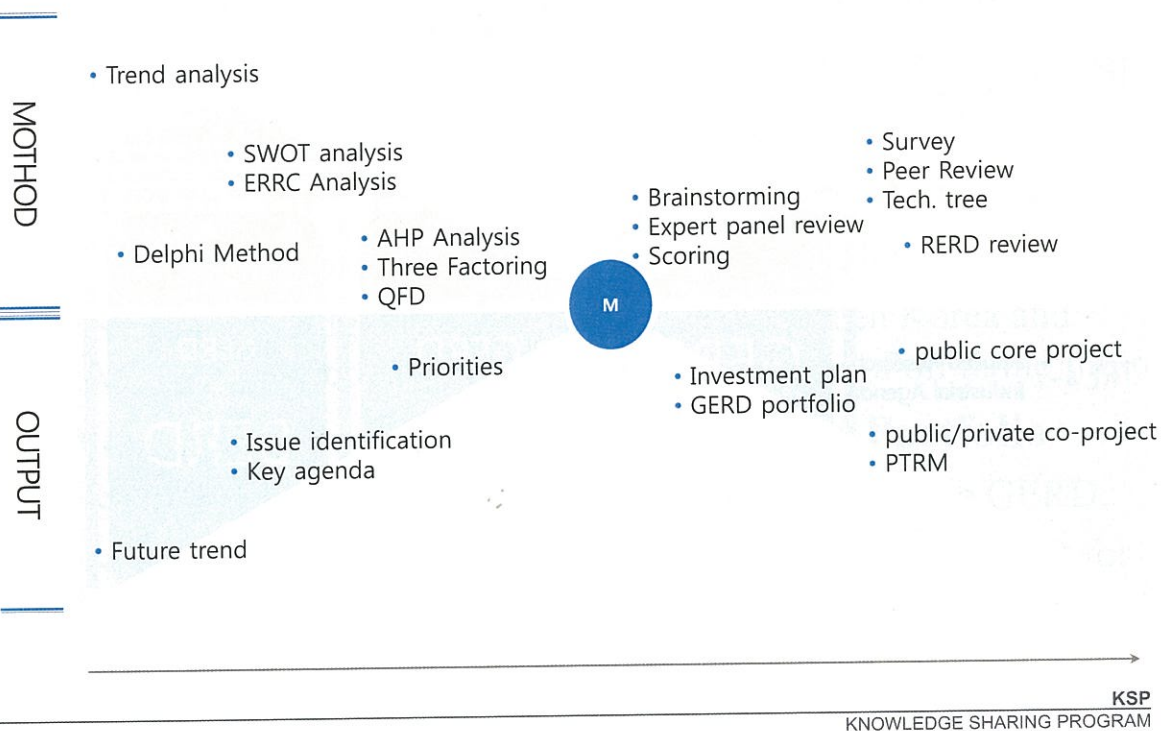 MOTHOD
• Trend analysis
• SWOT analysis
• ERRC Analysis
• Delphi Method
• AHP Analysis
• Three Factoring
• QFD
• Brainstorming
• Expert panel review
• Scoring
• Survey
• Peer Review
• Tech. tree
• RERD review
M
OUTPUT
• Priorities
• Issue identification
• Key agenda
• Future trend
• Investment plan
• GERD portfolio
• public core project
• public/private co-project
• PTRM
KSP
KNOWLEDGE SHARING PROGRAM